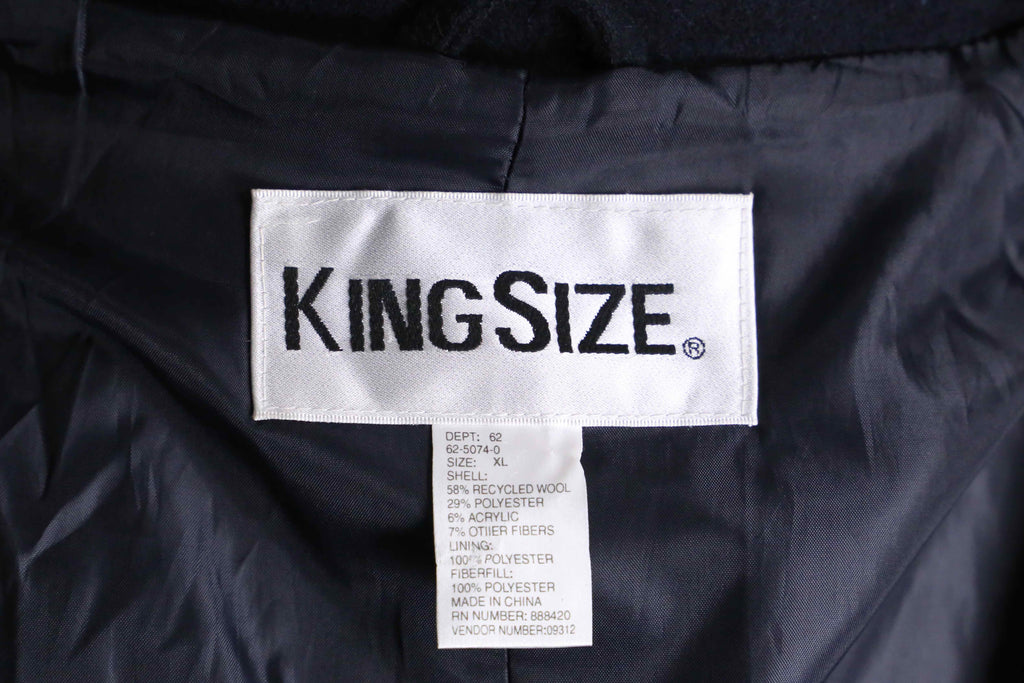 KINGSIZE®
DEPT: 62
62-5074-0
SIZE: XL
SHELL:
58% RECYCLED WOOL
29% POLYESTER
6% ACRYLIC
7% OTHER FIBERS
LINING:
100% POLYESTER
FIBERFILL:
100% POLYESTER
MADE IN CHINA
RN NUMBER: 888420
VENDOR NUMBER:09312